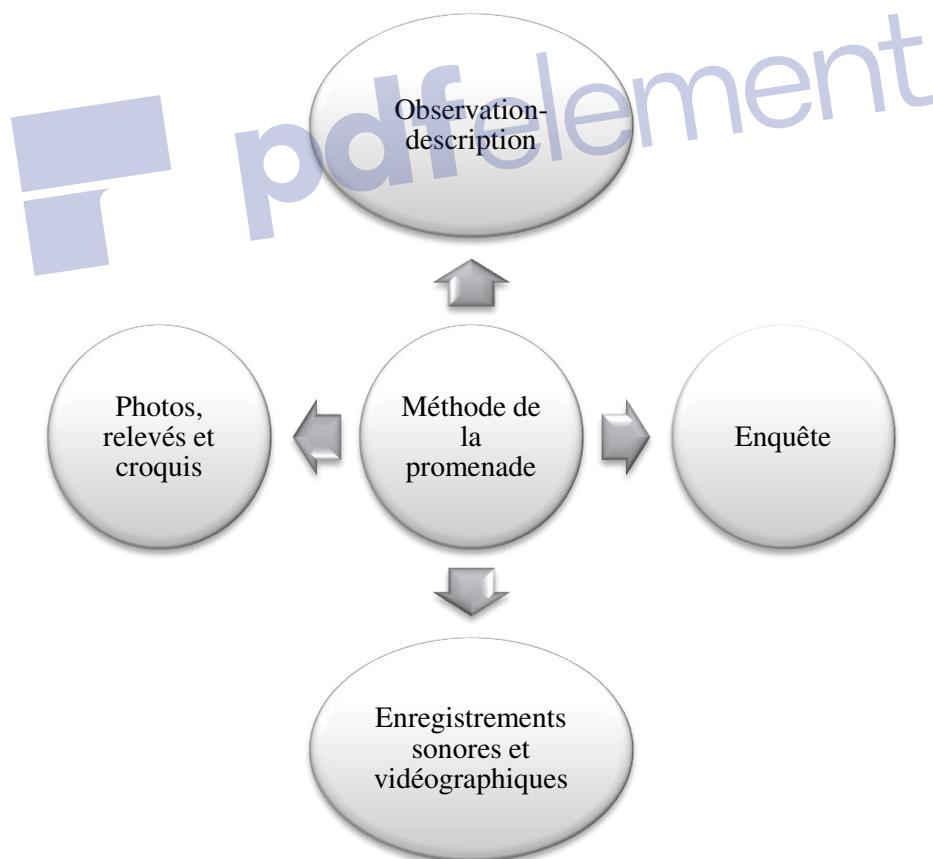 pdfelement
Observation-
description
Photos,
relevés et
croquis
Méthode de
la
promenade
Enquête
Enregistrements
sonores et
vidéographiques